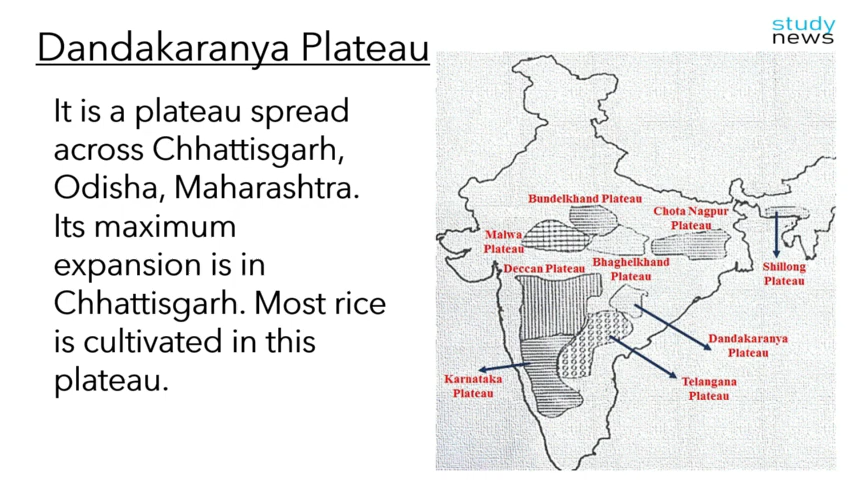 study
news
Dandakaranya Plateau
It is a plateau spread
across Chhattisgarh,
Odisha, Maharashtra.
Its maximum
expansion is in
Chhattisgarh. Most rice
is cultivated in this
plateau.
Bundelkhand Plateau
Chota Nagpur
Plateau
Malwa
Plateau
Bhaghelkhand
Plateau
Deccan Plateau
Shillong
Plateau
Dandakaranya
Plateau
Karnataka
Plateau
Telangana
Plateau